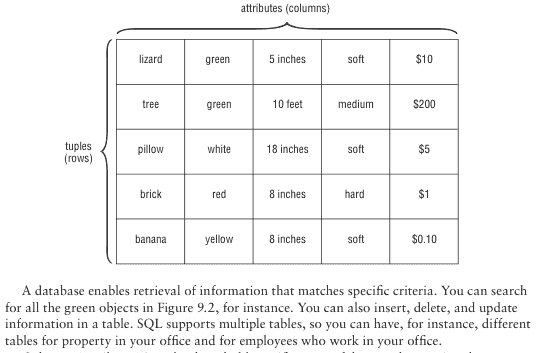 attributes (columns)
lizard green 5 inches soft $10
tree green 10 feet medium $200
tuples
(rows)
pillow white 18 inches soft $5
brick red 8 inches hard $1
banana yellow 8 inches soft $0.10
A database enables retrieval of information that matches specific criteria. You can search
for all the green objects in Figure 9.2, for instance. You can also insert, delete, and update
information in a table. SQL supports multiple tables, so you can have, for instance, different
tables for property in your office and for employees who work in your office.